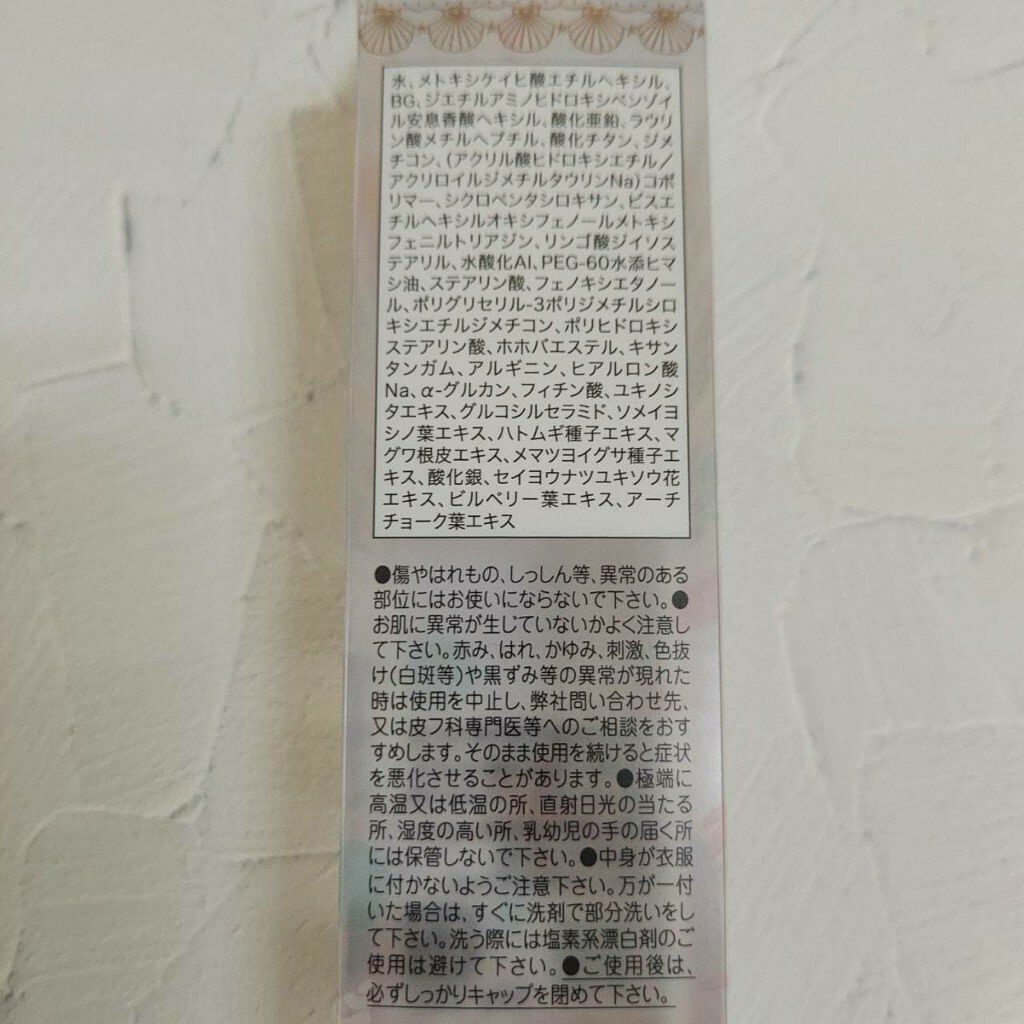 水、メトキシケイヒ酸エチルヘキシル、
BG、ジエチルアミノヒドロキシベンゾイ
ル安息香酸ヘキシル、酸化亜鉛、ラウリ
ン酸メチルヘプチル、酸化チタン、ジメ
チコン、(アクリル酸ヒドロキシエチル/
アクリロイルジメチルタウリンNa)コポ
リマー、シクロペンタシロキサン、ビスエ
チルヘキシルオキシフェノールメトキシ
フェニルトリアジン、リンゴ酸ジイソス
テアリル、水酸化Al、PEG-60水添ヒマ
シ油、ステアリン酸、フェノキシエタノー
ル、ポリグリセリル-3ポリジメチルシロ
キシエチルジメチコン、ポリヒドロキシ
ステアリン酸、ホホバエステル、キサン
タンガム、アルギニン、ヒアルロン酸
Na、α-グルカン、フィチン酸、ユキノシ
タエキス、グルコシルセラミド、ソメイヨ
シノ葉エキス、ハトムギ種子エキス、マ
グワ根皮エキス、メマツヨイグサ種子エ
キス、酸化銀、セイヨウナツユキソウ花
エキス、ビルベリー葉エキス、アーチ
チョーク葉エキス
●傷やはれもの、しっしん等、異常のある
部位にはお使いにならないで下さい。●
お肌に異常が生じていないかよく注意し
て下さい。赤み、はれ、かゆみ、刺激、色抜
け(白斑等)や黒ずみ等の異常が現れた
時は使用を中止し、弊社問い合わせ先、
又は皮フ科専門医等へのご相談をおす
すめします。そのまま使用を続けると症状
を悪化させることがあります。●極端に
高温又は低温の所、直射日光の当たる
所、湿度の高い所、乳幼児の手の届く所
には保管しないで下さい。●中身が衣服
に付かないようご注意下さい。万が一付
いた場合は、すぐに洗剤で部分洗いをし
て下さい。洗う際には塩素系漂白剤のご
使用は避けて下さい。●ご使用後は、
必ずしっかりキャップを閉めて下さい。